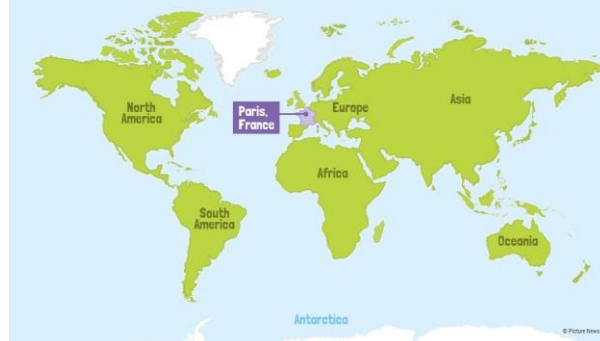 North
America
Paris,
France
Europe
Asia
Africa
South
America
Oceania
Antarctica
© Picture News